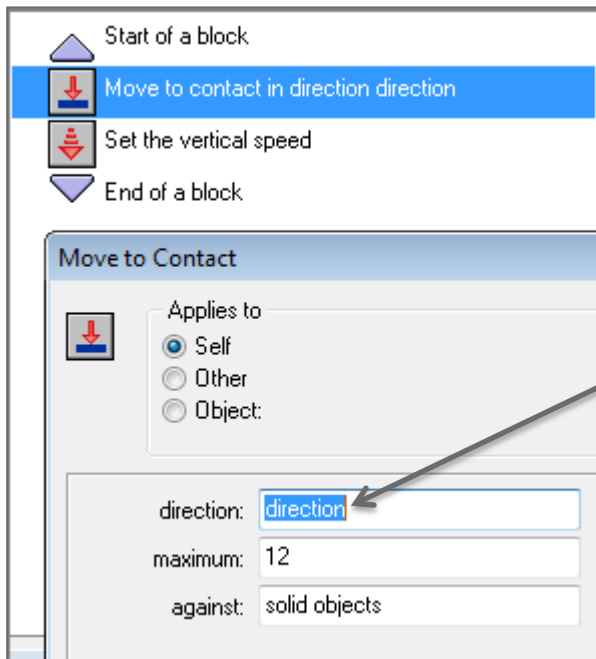 Start of a block
Move to contact in direction direction
Set the vertical speed
End of a block
Move to Contact
Applies to
Self
Other
Object:
direction: direction
maximum: 12
against: solid objects